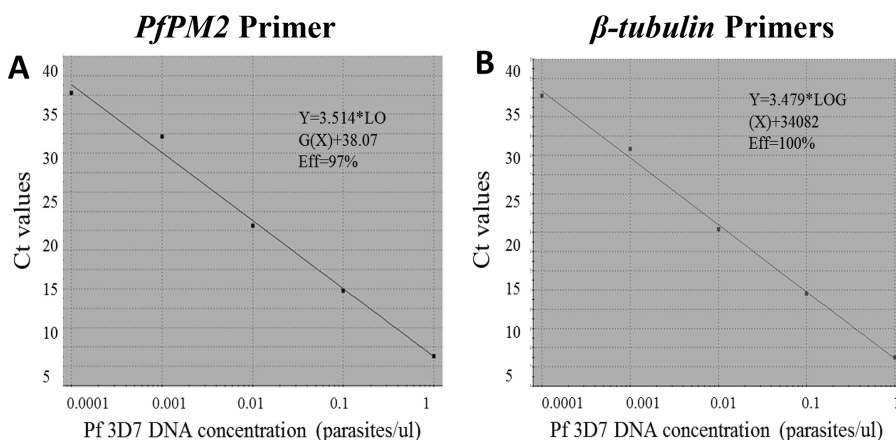 PfPM2 Primer
A
40
35
30
25
20
15
10
5
Ct values
Y=3.514*LO
G(X)+38.07
Eff=97%
0.0001 0.001 0.01 0.1 1
Pf 3D7 DNA concentration (parasites/ul)
β-tubulin Primers
B
40
35
30
25
20
15
10
5
Ct values
Y=3.479*LOG
(X)+34082
Eff=100%
0.0001 0.001 0.01 0.1 1
Pf 3D7 DNA concentration (parasites/ul)